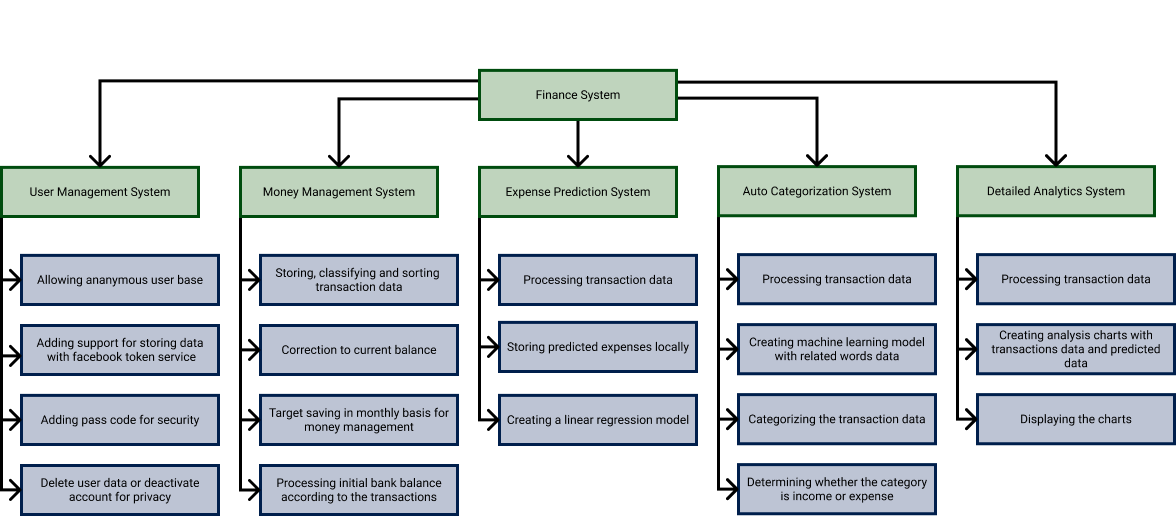 Finance System
User Management System
Money Management System
Expense Prediction System
Auto Categorization System
Detailed Analytics System
Allowing ananymous user base
Adding support for storing data
with facebook token service
Adding pass code for security
Delete user data or deactivate
account for privacy
Storing, classifying and sorting
transaction data
Correction to current balance
Target saving in monthly basis for
money management
Processing initial bank balance
according to the transactions
Processing transaction data
Storing predicted expenses locally
Creating a linear regression model
Processing transaction data
Creating machine learning model
with related words data
Categorizing the transaction data
Determining whether the category
is income or expense
Processing transaction data
Creating analysis charts with
transactions data and predicted
data
Displaying the charts